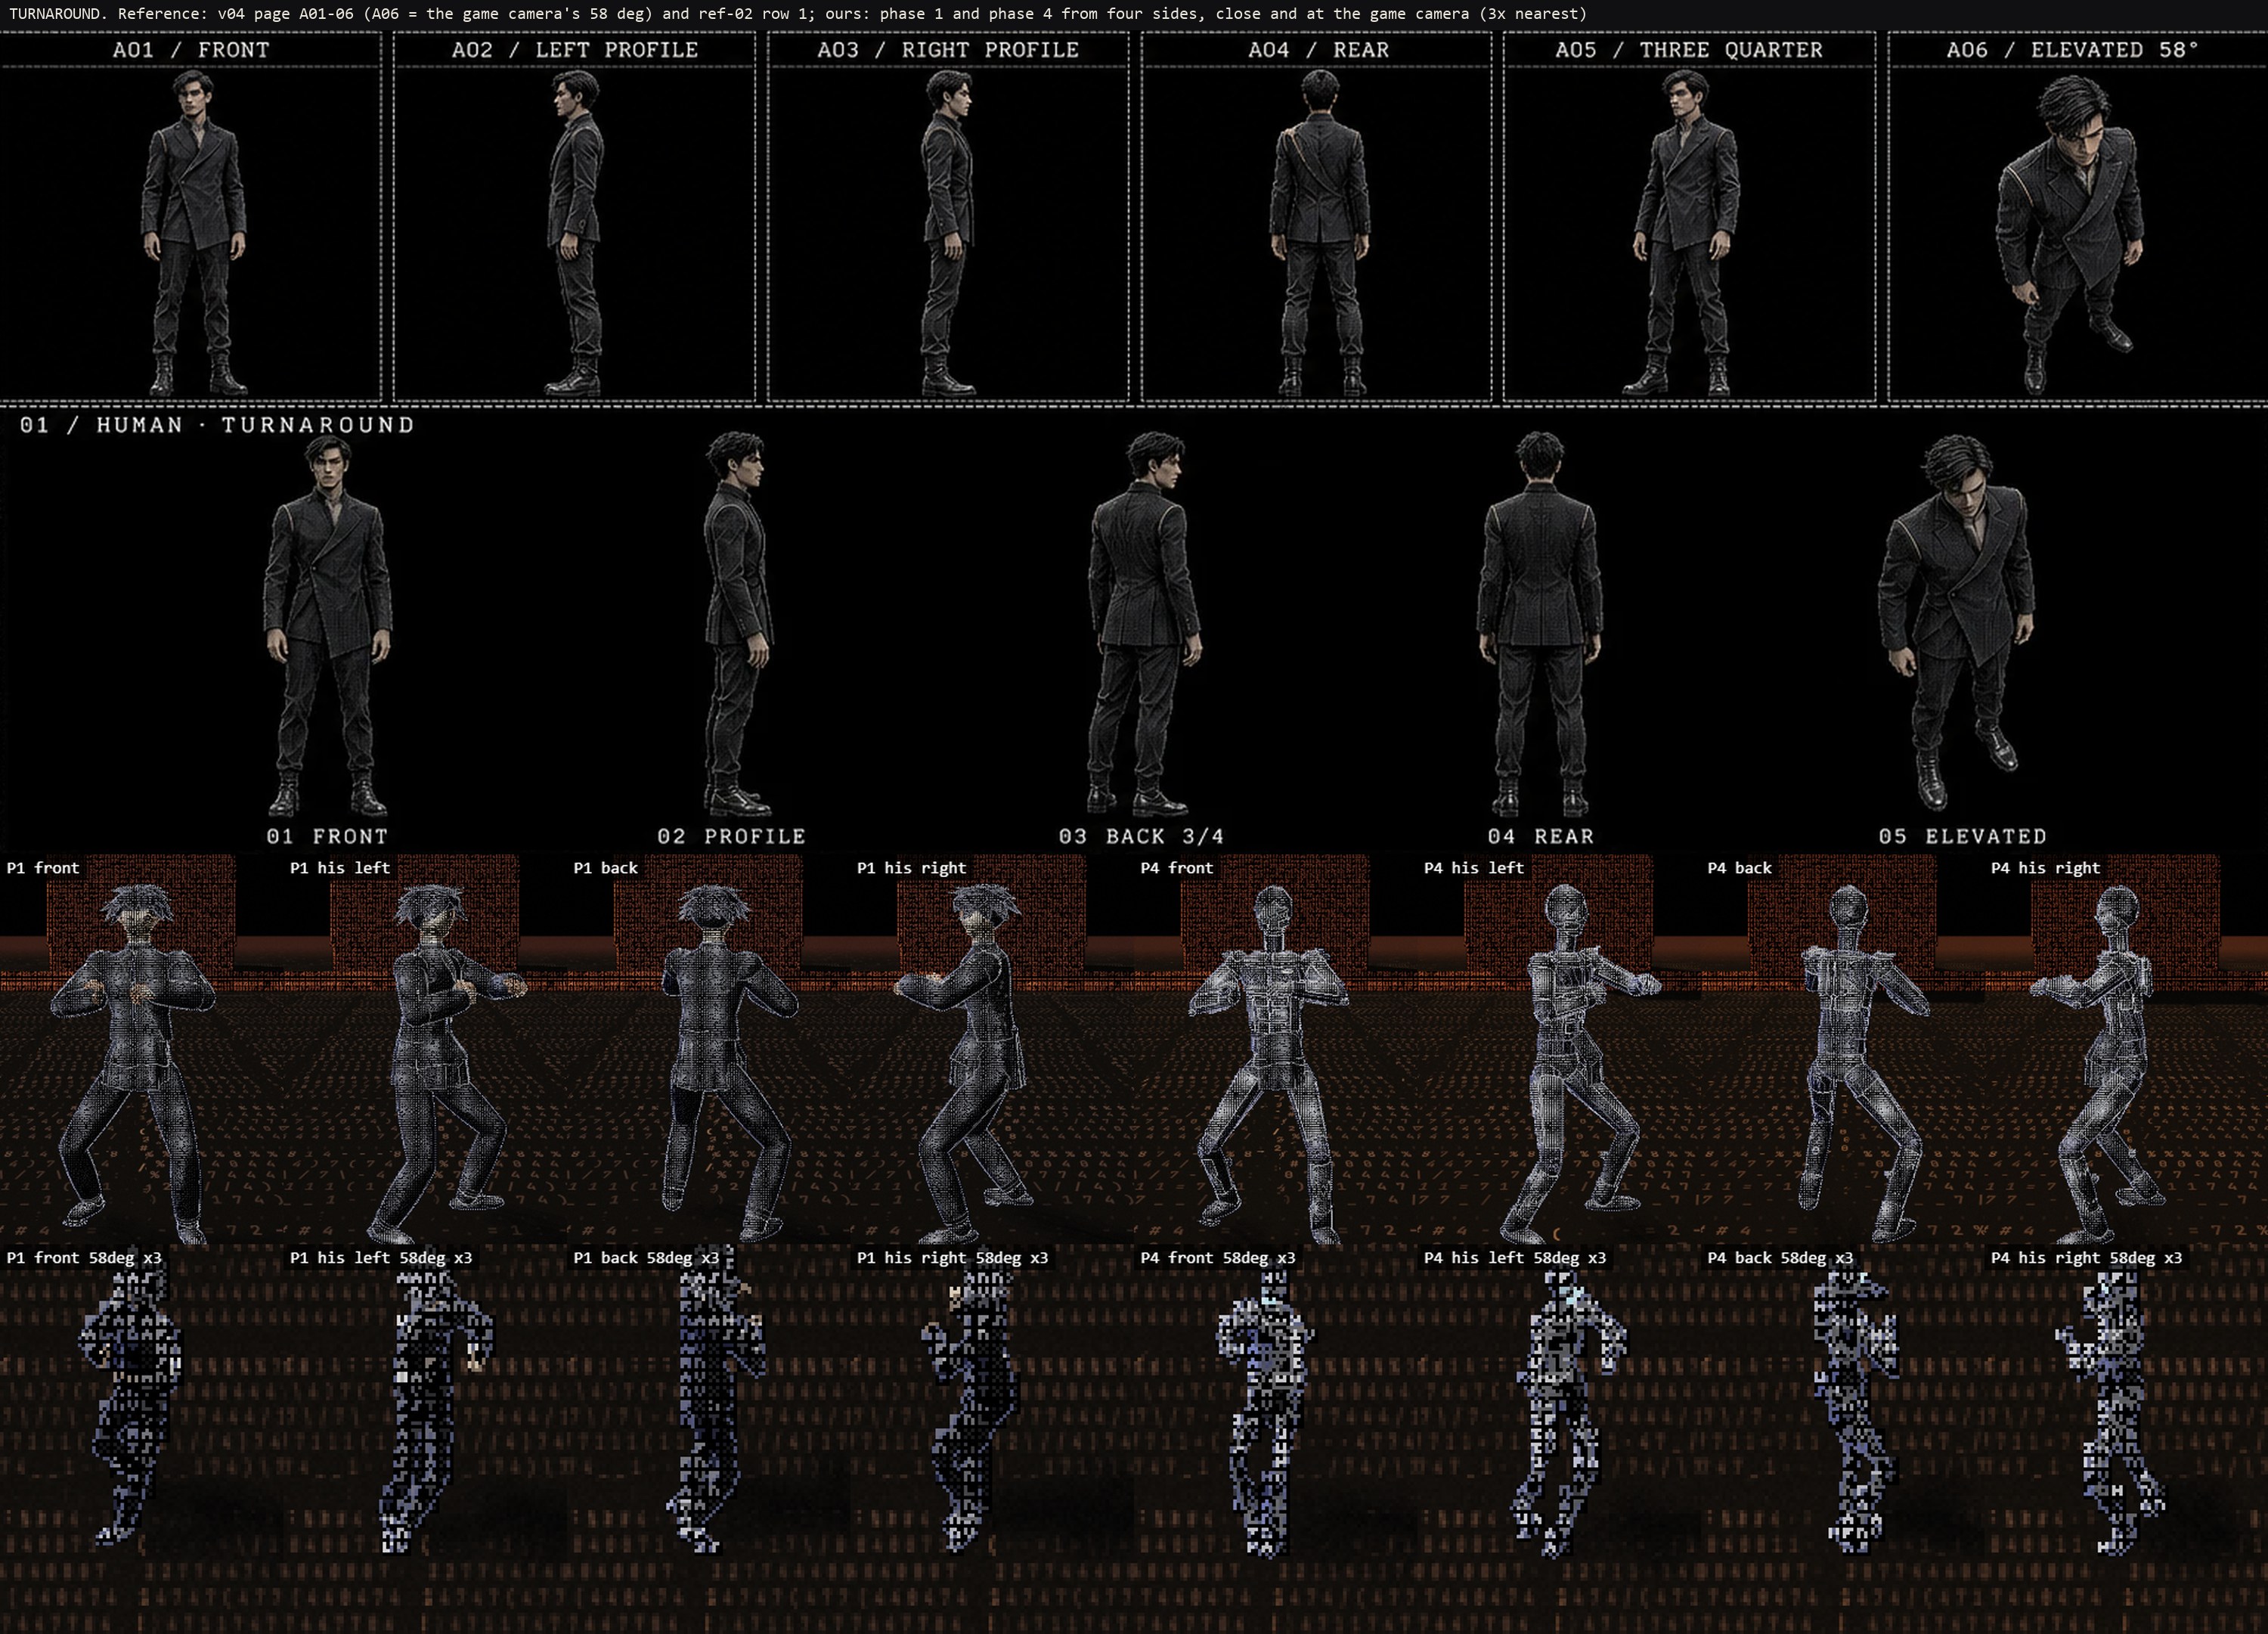 TURNAROUND. Reference: v04 page A01-06 (A06 = the game camera's 58 deg) and ref-02 row 1; ours: phase 1 and phase 4 from four sides, close and at the game camera (3x nearest)
A01 / FRONT
A02 / LEFT PROFILE
A03 / RIGHT PROFILE
A04 / REAR
A05 / THREE QUARTER
A06 / ELEVATED 58°
01 / HUMAN · TURNAROUND
01 FRONT
02 PROFILE
03 BACK 3/4
04 REAR
05 ELEVATED
P1 front
P1 his left
P1 back
P1 his right
P4 front
P4 his left
P4 back
P4 his right
P1 front 58deg x3
P1 his left 58deg x3
P1 back 58deg x3
P1 his right 58deg x3
P4 front 58deg x3
P4 his left 58deg x3
P4 back 58deg x3
P4 his right 58deg x3